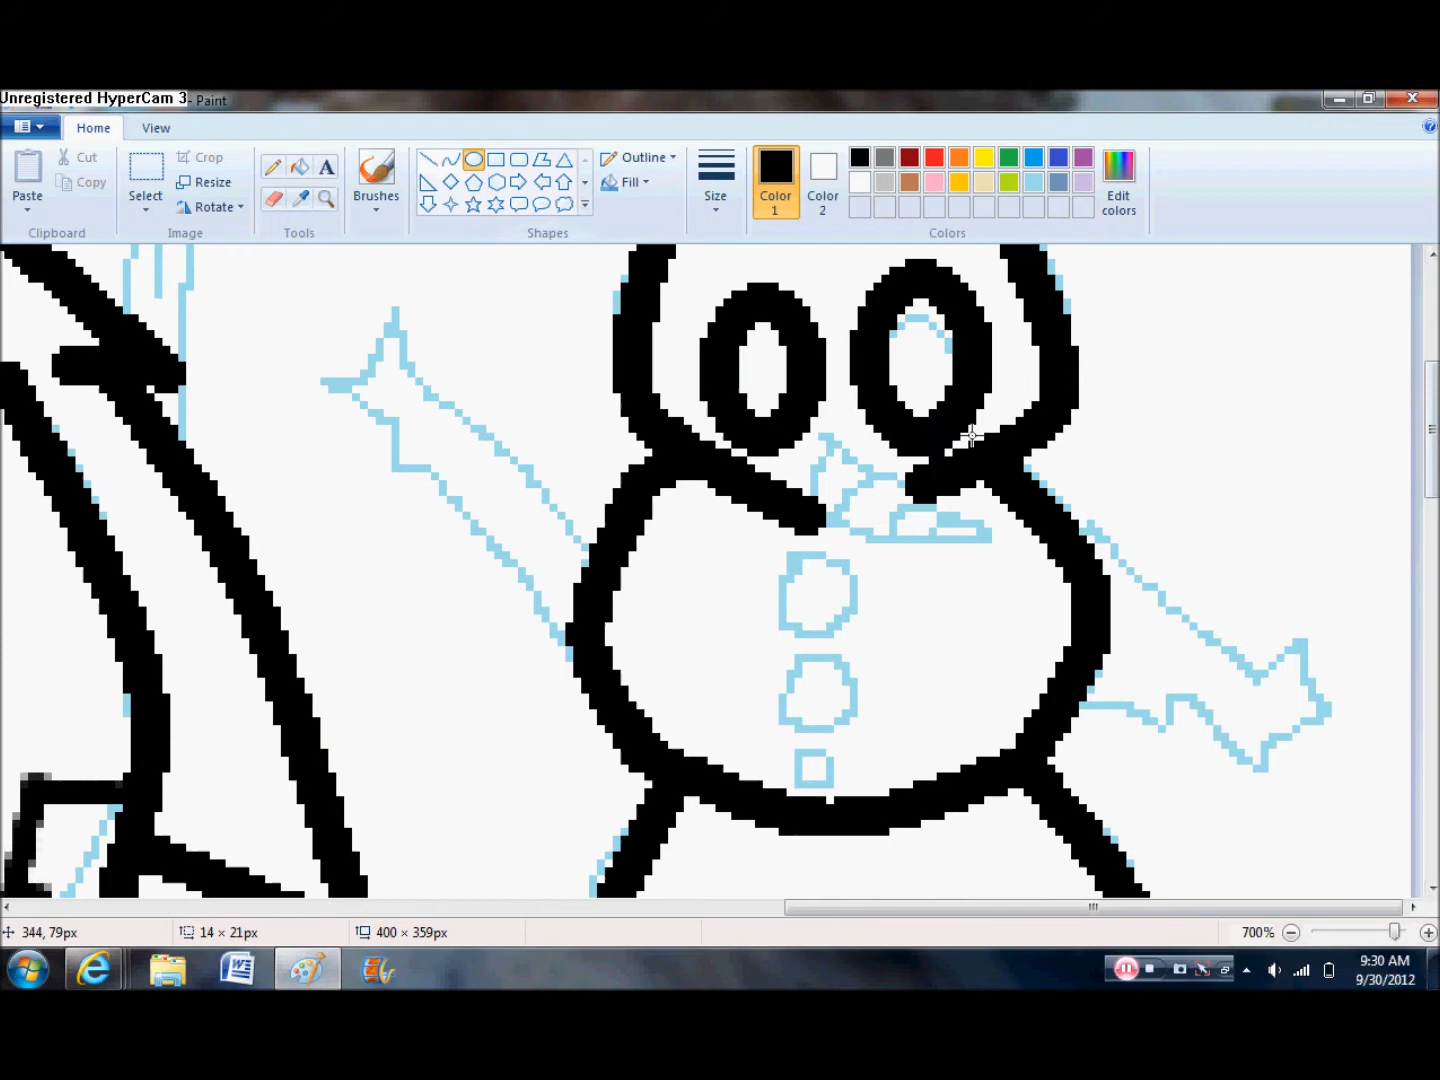 Unregistered HyperCam 3 - Paint
Home View
Cut
Copy
Paste
Clipboard
Crop
Resize
Rotate
Select
Image
A
Tools
Brushes
Shapes
Outline
Fill
Size
Color 1
Color 2
Edit colors
Colors
344, 79px
14 × 21px
400 × 359px
700%
9:30 AM
9/30/2012